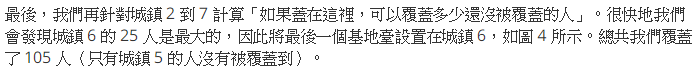 最後，我們再針對城鎮 2 到 7 計算「如果蓋在這裡，可以覆蓋多少還沒被覆蓋的人」。很快地我們
會發現城鎮 6 的 25 人是最大的，因此將最後一個基地臺設置在城鎮 6，如圖 4 所示。總共我們覆蓋
了 105 人（只有城鎮 5 的人沒有被覆蓋到）。